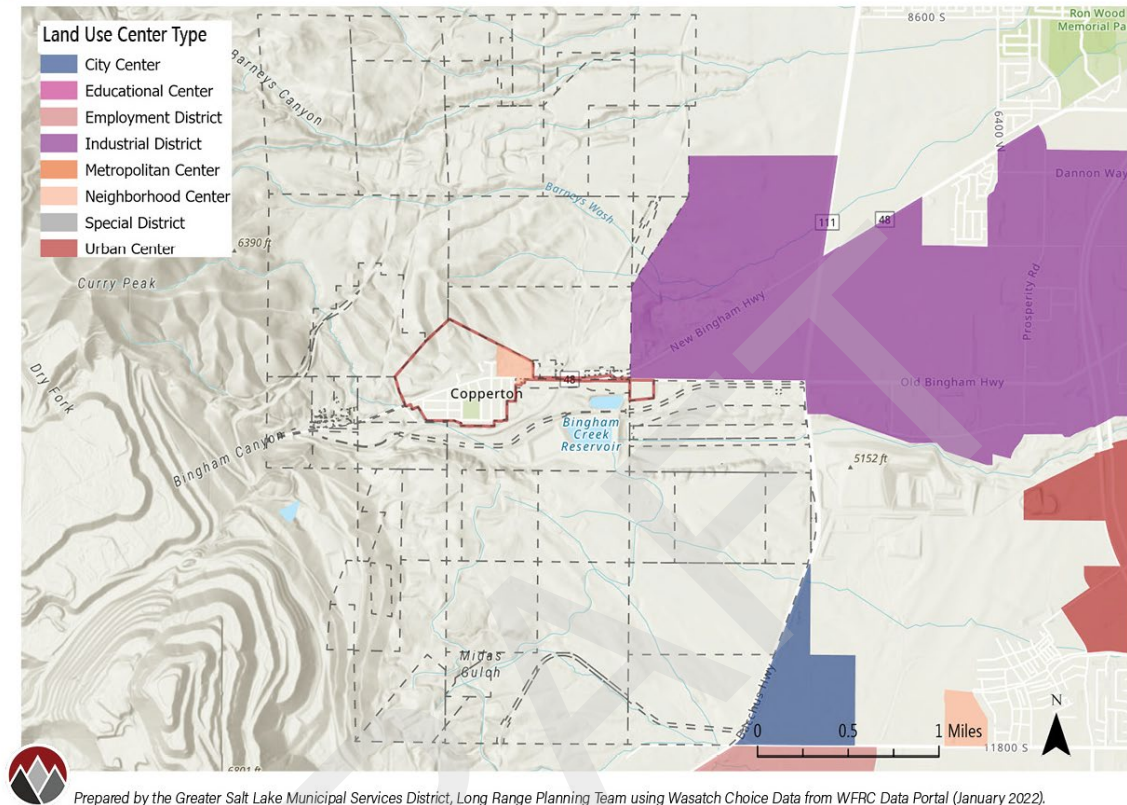 Land Use Center Type
City Center
Educational Center
Employment District
Industrial District
Metropolitan Center
Neighborhood Center
Special District
Urban Center
8600 S
Ron Wood
Memorial Pa
Barneys Canyon
6400 W
Dannon Way
Barneys Wash
111
48
6390 ft
Curry Peak
Prosperity Rd
New Bingham Hwy
Dry Fork
48
Old Bingham Hwy
Copperton
Bingham
Creek
Reservoir
Bingham Canyon
5152 ft
Midas
Gulch
Bacchus Hwy
0 0.5 1 Miles
11800 S
N
6801 ft
DRAFT
Prepared by the Greater Salt Lake Municipal Services District, Long Range Planning Team using Wasatch Choice Data from WFRC Data Portal (January 2022).